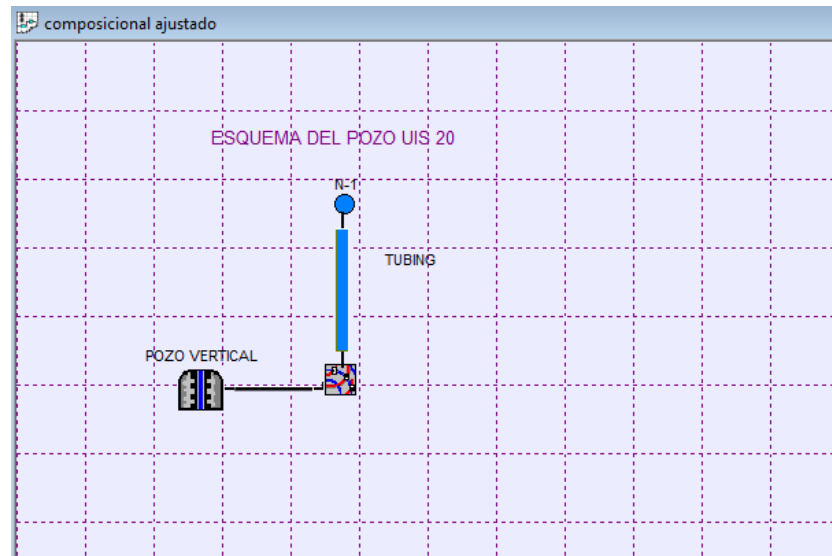 composicional ajustado
ESQUEMA DEL POZO UIS 20
N-1
TUBING
POZO VERTICAL